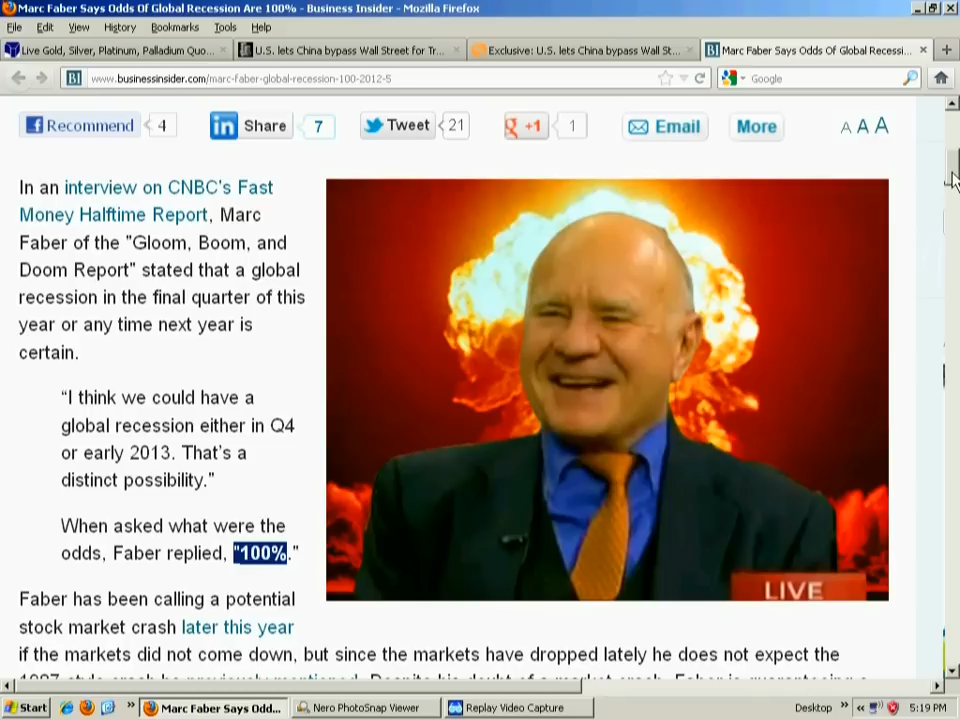 Marc Faber Says Odds Of Global Recession Are 100% - Business Insider - Mozilla Firefox
File Edit View History Bookmarks Tools Help
Live Gold, Silver, Platinum, Palladium Quo...
U.S. lets China bypass Wall Street for Tr...
Exclusive: U.S. lets China bypass Wall St...
BI Marc Faber Says Odds Of Global Recessi...
BI www.businessinsider.com/marc-faber-global-recession-100-2012-5
Google
Recommend 4 in Share 7 Tweet 21 g +1 1 Email More A A A
In an interview on CNBC's Fast
Money Halftime Report, Marc
Faber of the "Gloom, Boom, and
Doom Report" stated that a global
recession in the final quarter of this
year or any time next year is
certain.
“I think we could have a
global recession either in Q4
or early 2013. That’s a
distinct possibility."
When asked what were the
odds, Faber replied, "100%."
LIVE
Faber has been calling a potential
stock market crash later this year
if the markets did not come down, but since the markets have dropped lately he does not expect the
Start Marc Faber Says Odd... Nero PhotoSnap Viewer Replay Video Capture Desktop 5:19 PM